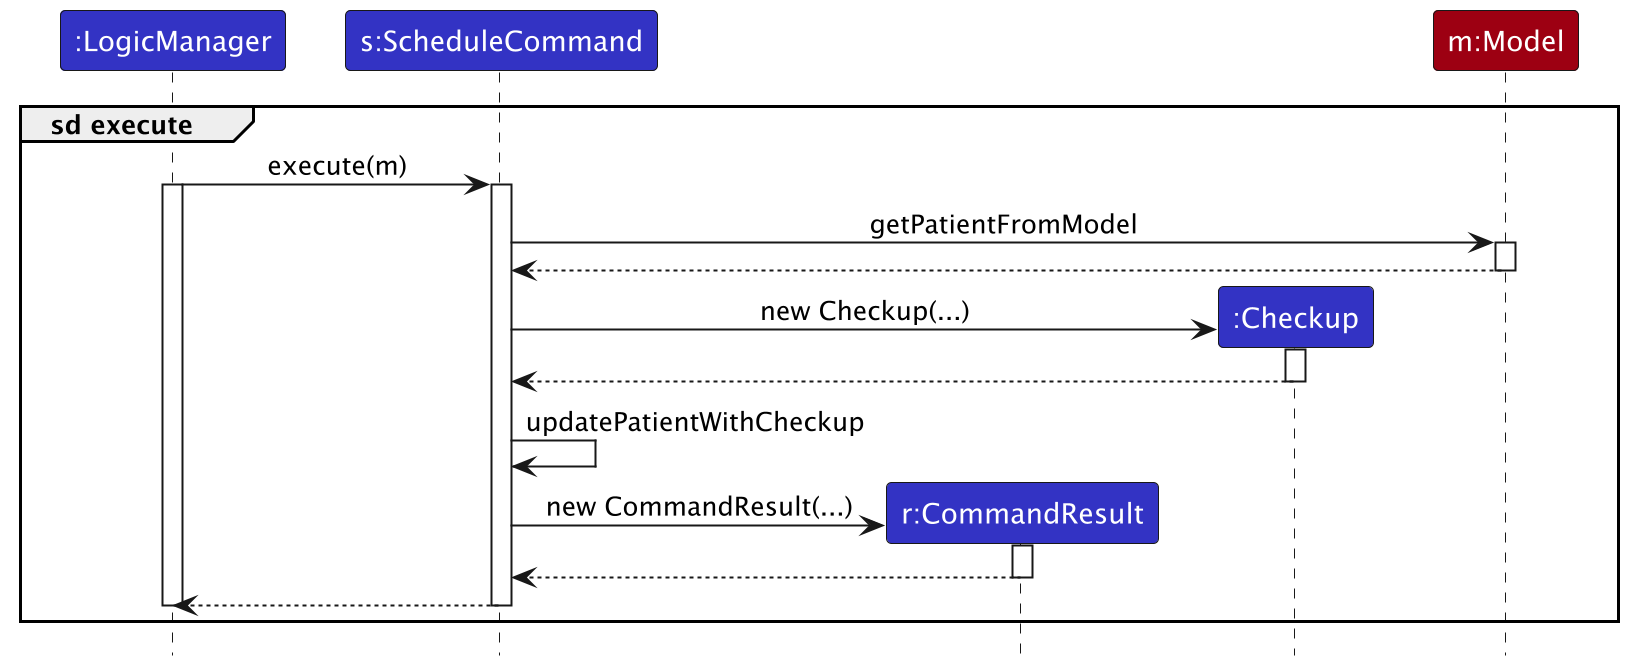 :LogicManager
s:ScheduleCommand
m:Model
sd execute
execute(m)
getPatientFromModel
new Checkup(...)
:Checkup
updatePatientWithCheckup
new CommandResult(...)
r:CommandResult